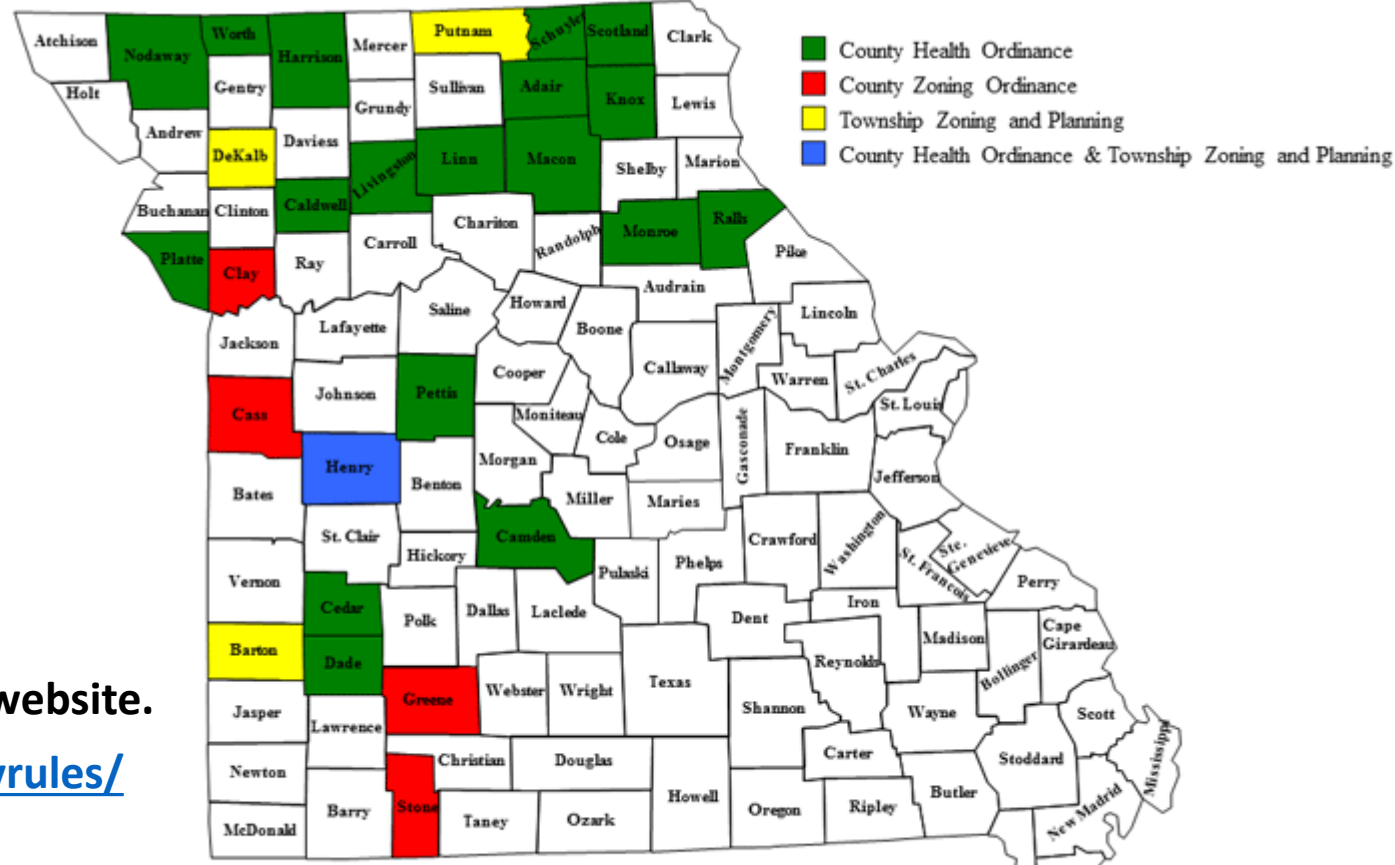 Atchison
Nodaway
Worth
Harrison
Mercer
Putnam
Schuyler
Scotland
Clark
Holt
Gentry
Grundy
Sullivan
Adair
Knox
Lewis
Andrew
DeKalb
Daviess
Livingston
Linn
Macon
Shelby
Marion
Buchanan
Clinton
Caldwell
Carroll
Chariton
Randolph
Monroe
Ralls
Platte
Clay
Ray
Pike
Audrain
Jackson
Lafayette
Saline
Howard
Boone
Callaway
Montgomery
Lincoln
Warren
St. Charles
St. Louis
Cass
Johnson
Pettis
Cooper
Moniteau
Cole
Osage
Gasconade
Franklin
Jefferson
Bates
Henry
Benton
Morgan
Miller
Maries
St. Clair
Hickory
Camden
Pulaski
Phelps
Crawford
Washington
St. Francois
Ste.
Genevieve
Perry
Vernon
Cedar
Polk
Dallas
Laclede
Dent
Iron
Madison
Bollinger
Cape
Girardeau
Barton
Dade
Greene
Webster
Wright
Texas
Shannon
Reynolds
Wayne
Scott
Mississippi
Jasper
Lawrence
Christian
Douglas
Carter
Stoddard
Newton
Barry
Stone
Taney
Ozark
Howell
Oregon
Ripley
Butler
New Madrid
McDonald
County Health Ordinance
County Zoning Ordinance
Township Zoning and Planning
County Health Ordinance & Township Zoning and Planning
website.
yrules/